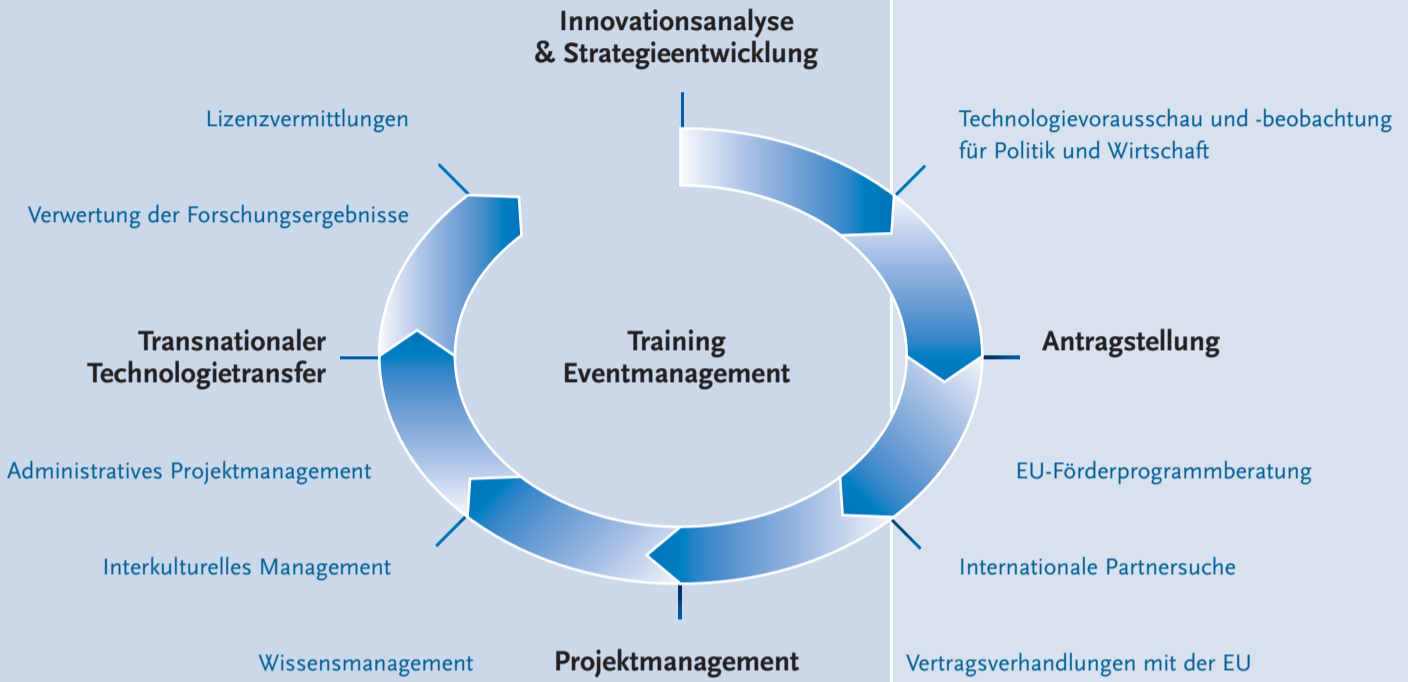 Innovationsanalyse
& Strategieentwicklung
Technologievorausschau und -beobachtung
für Politik und Wirtschaft
Antragstellung
EU-Förderprogrammberatung
Internationale Partnersuche
Vertragsverhandlungen mit der EU
Projektmanagement
Wissensmanagement
Interkulturelles Management
Administratives Projektmanagement
Transnationaler
Technologietransfer
Verwertung der Forschungsergebnisse
Lizenzvermittlungen
Training
Eventmanagement